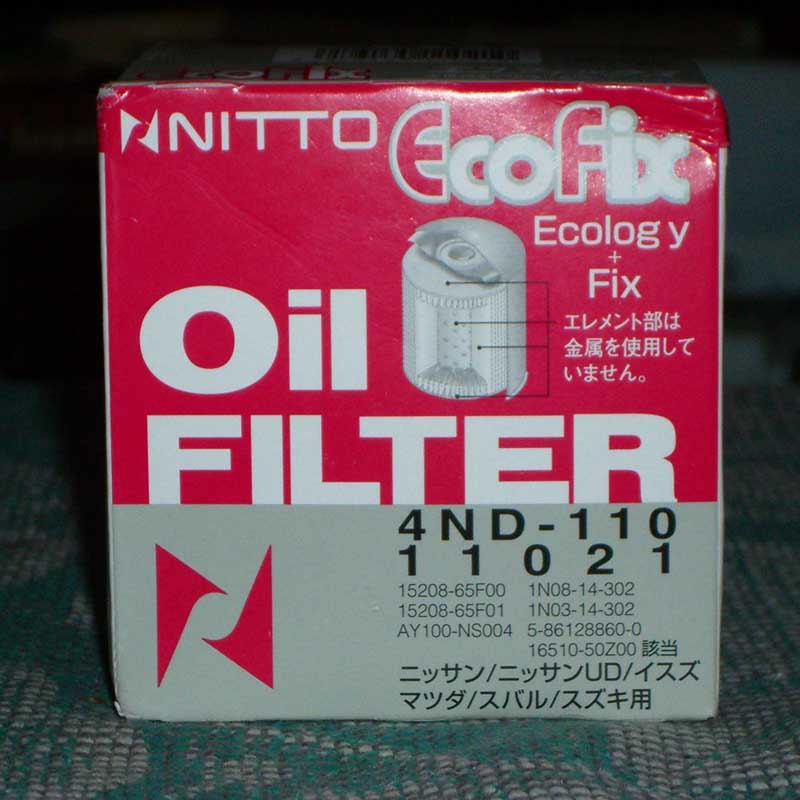 EcoFix
NITTO EcoFix
Ecology
+
Fix
エレメント部は
金属を使用して
いません。
Oil
FILTER
4ND-110
11021
15208-65F00 1N08-14-302
15208-65F01 1N03-14-302
AY100-NS004 5-86128860-0
16510-50Z00 該当
ニッサン/ニッサンUD/イスズ
マツダ/スバル/スズキ用